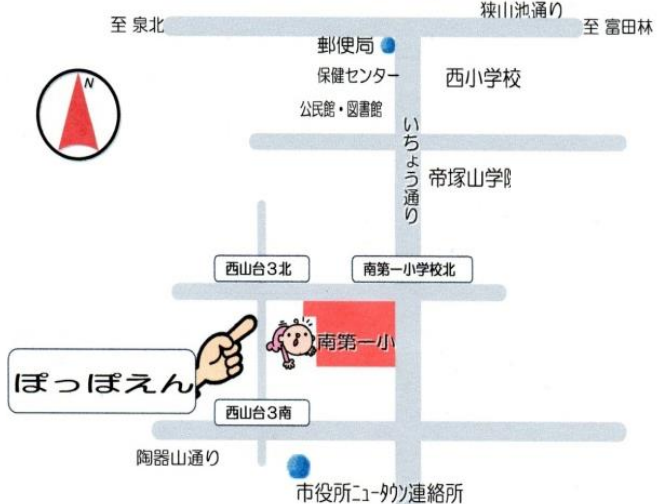 狭山池通り
至 泉北
至 富田林
郵便局
N
保健センター
西小学校
公民館・図書館
いちょう通り
帝塚山学院
西山台3北
南第一小学校北
南第一小
ぽっぽえん
西山台3南
陶器山通り
市役所ニュータウン連絡所